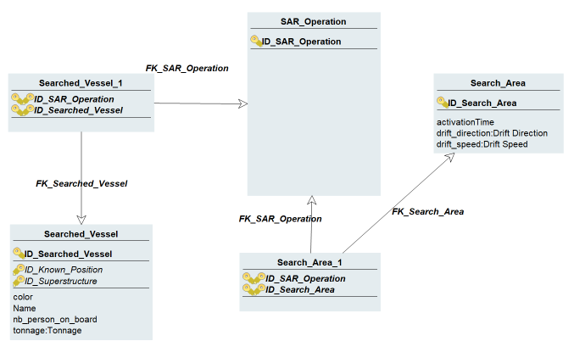 SAR_Operation
ID_SAR_Operation
FK_SAR_Operation
Searched_Vessel_1
ID_SAR_Operation
ID_Searched_Vessel
Search_Area
ID_Search_Area
activationTime
drift_direction:Drift Direction
drift_speed:Drift Speed
FK_Searched_Vessel
FK_SAR_Operation
FK_Search_Area
Searched_Vessel
ID_Searched_Vessel
ID_Known_Position
ID_Superstructure
color
Name
nb_person_on_board
tonnage:Tonnage
Search_Area_1
ID_SAR_Operation
ID_Search_Area